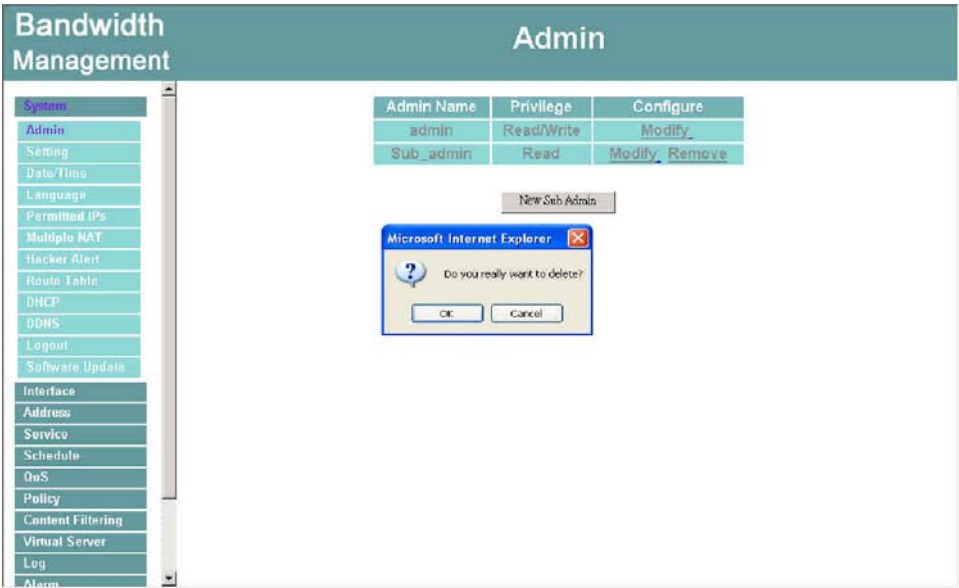 Bandwidth
Management
Admin
System
Admin
Setting
Date/Time
Language
Permitted IPs
Multiple NAT
Hacker Alert
Route Table
DHCP
DDNS
Logout
Software Update
Interface
Address
Service
Schedule
QoS
Policy
Content Filtering
Virtual Server
Log
Alarm
Admin Name Privilege Configure
admin Read/Write Modify
Sub_admin Read Modify Remove
New Sub Admin
Microsoft Internet Explorer
Do you really want to delete?
OK Cancel